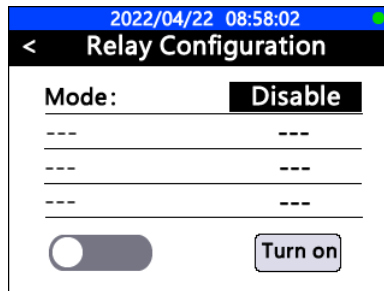 2022/04/22 08:58:02
< Relay Configuration
Mode: Disable
--- ---
--- ---
--- ---
Turn on